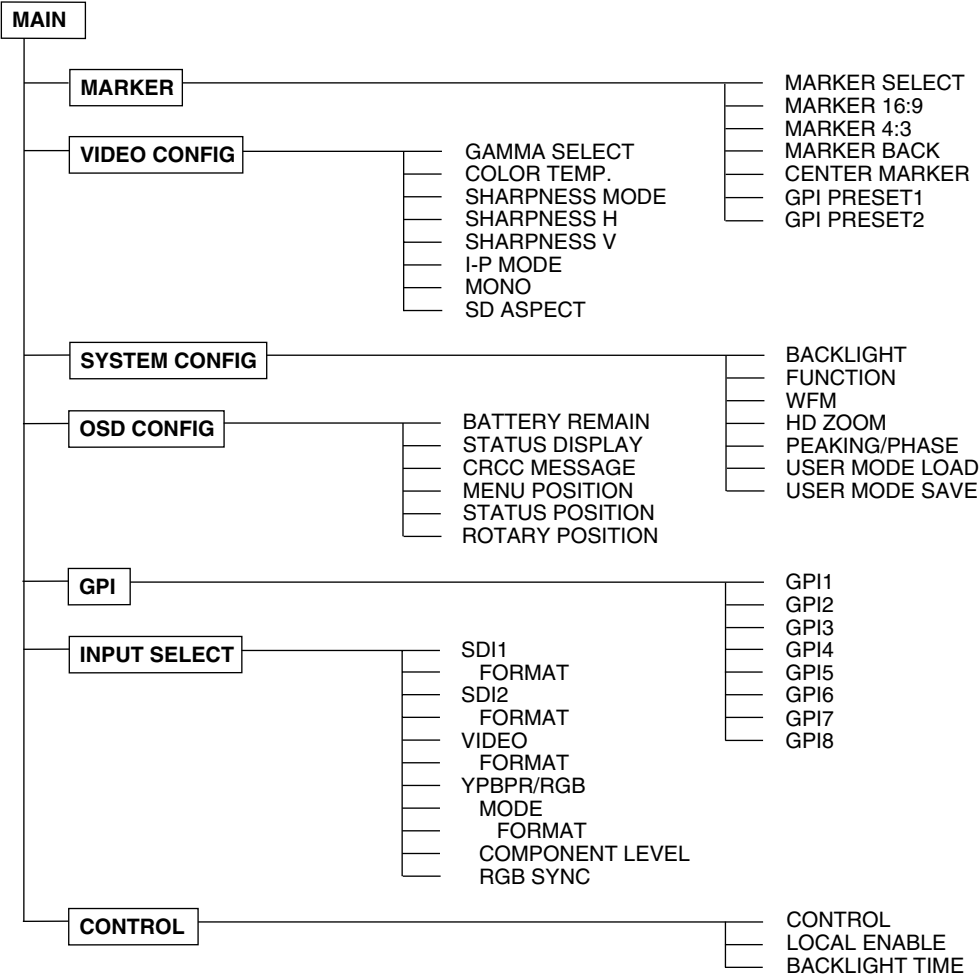 MAIN
MARKER
MARKER SELECT
MARKER 16:9
MARKER 4:3
MARKER BACK
CENTER MARKER
GPI PRESET1
GPI PRESET2
VIDEO CONFIG
GAMMA SELECT
COLOR TEMP.
SHARPNESS MODE
SHARPNESS H
SHARPNESS V
I-P MODE
MONO
SD ASPECT
SYSTEM CONFIG
BACKLIGHT
FUNCTION
WFM
HD ZOOM
PEAKING/PHASE
USER MODE LOAD
USER MODE SAVE
OSD CONFIG
BATTERY REMAIN
STATUS DISPLAY
CRCC MESSAGE
MENU POSITION
STATUS POSITION
ROTARY POSITION
GPI
GPI1
GPI2
GPI3
GPI4
GPI5
GPI6
GPI7
GPI8
INPUT SELECT
SDI1
FORMAT
SDI2
FORMAT
VIDEO
FORMAT
YPBPR/RGB
MODE
FORMAT
COMPONENT LEVEL
RGB SYNC
CONTROL
CONTROL
LOCAL ENABLE
BACKLIGHT TIME